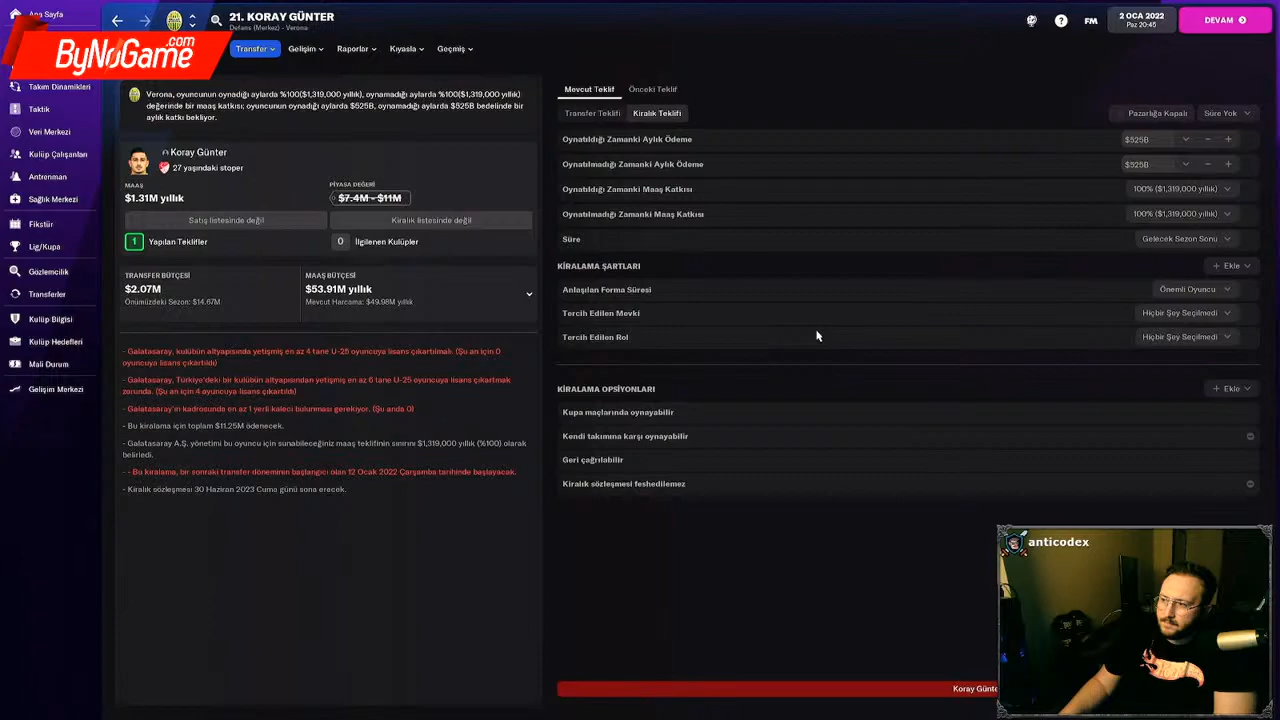 Ana Sayfa
ByNoGame.com
Takım Dinamikleri
Taktik
Veri Merkezi
Kulüp Çalışanları
Antrenman
Sağlık Merkezi
Fikstür
Lig/Kupa
Gözlemcilik
Transferler
Kulüp Bilgisi
Kulüp Hedefleri
Mali Durum
Gelişim Merkezi
21. KORAY GÜNTER
Defans (Merkez) - Verona
FM
2 OCA 2022
Paz 20:45
DEVAM
Transfer
Gelişim
Raporlar
Kıyasla
Geçmiş
Verona, oyuncunun oynadığı aylarda %100($1,319,000 yıllık), oynamadığı aylarda %100($1,319,000 yıllık)
değerinde bir maaş katkısı; oyuncunun oynadığı aylarda $525B, oynamadığı aylarda $525B bedelinde bir
aylık katkı bekliyor.
Koray Günter
27 yaşındaki stoper
MAAŞ
$1.31M yıllık
PİYASA DEĞERİ
$7.4M - $11M
Satış listesinde değil
Kiralık listesinde değil
1 Yapılan Teklifler
0 İlgilenen Kulüpler
TRANSFER BÜTÇESİ
$2.07M
Önümüzdeki Sezon: $14.67M
MAAŞ BÜTÇESİ
$53.91M yıllık
Mevcut Harcama: $49.98M yıllık
- Galatasaray, kulübün altyapısında yetişmiş en az 4 tane U-25 oyuncuya lisans çıkartılmalı. (Şu an için 0
oyuncuya lisans çıkartıldı)
- Galatasaray, Türkiye'deki bir kulübün altyapısından yetişmiş en az 6 tane U-25 oyuncuya lisans çıkartmak
zorunda. (Şu an için 4 oyuncuya lisans çıkartıldı)
- Galatasaray'ın kadrosunda en az 1 yerli kaleci bulunması gerekiyor. (Şu anda 0)
- Bu kiralama için toplam $11.25M ödenecek.
- Galatasaray A.Ş. yönetimi bu oyuncu için sunabileceğiniz maaş teklifinin sınırını $1,319,000 yıllık (%100) olarak
belirledi.
- - Bu kiralama, bir sonraki transfer döneminin başlangıcı olan 12 Ocak 2022 Çarşamba tarihinde başlayacak.
- Kiralık sözleşmesi 30 Haziran 2023 Cuma günü sona erecek.
Mevcut Teklif
Önceki Teklif
Transfer Teklifi
Kiralık Teklifi
Pazarlığa Kapalı
Süre Yok
Oynatıldığı Zamanki Aylık Ödeme
$525B
Oynatılmadığı Zamanki Aylık Ödeme
$525B
Oynatıldığı Zamanki Maaş Katkısı
100% ($1,319,000 yıllık)
Oynatılmadığı Zamanki Maaş Katkısı
100% ($1,319,000 yıllık)
Süre
Gelecek Sezon Sonu
KİRALAMA ŞARTLARI
+ Ekle
Anlaşılan Forma Süresi
Önemli Oyuncu
Tercih Edilen Mevki
Hiçbir Şey Seçilmedi
Tercih Edilen Rol
Hiçbir Şey Seçilmedi
KİRALAMA OPSİYONLARI
+ Ekle
Kupa maçlarında oynayabilir
Kendi takımına karşı oynayabilir
Geri çağrılabilir
Kiralık sözleşmesi feshedilemez
anticodex
Koray Günte